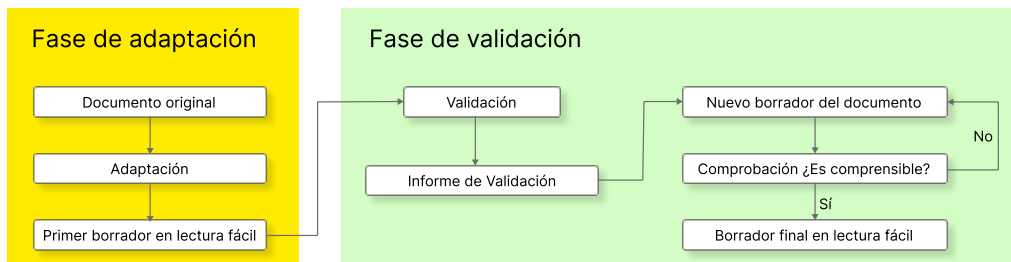 Fase de adaptación
Documento original
Adaptación
Primer borrador en lectura fácil
Fase de validación
Validación
Informe de Validación
Nuevo borrador del documento
No
Comprobación ¿Es comprensible?
Sí
Borrador final en lectura fácil